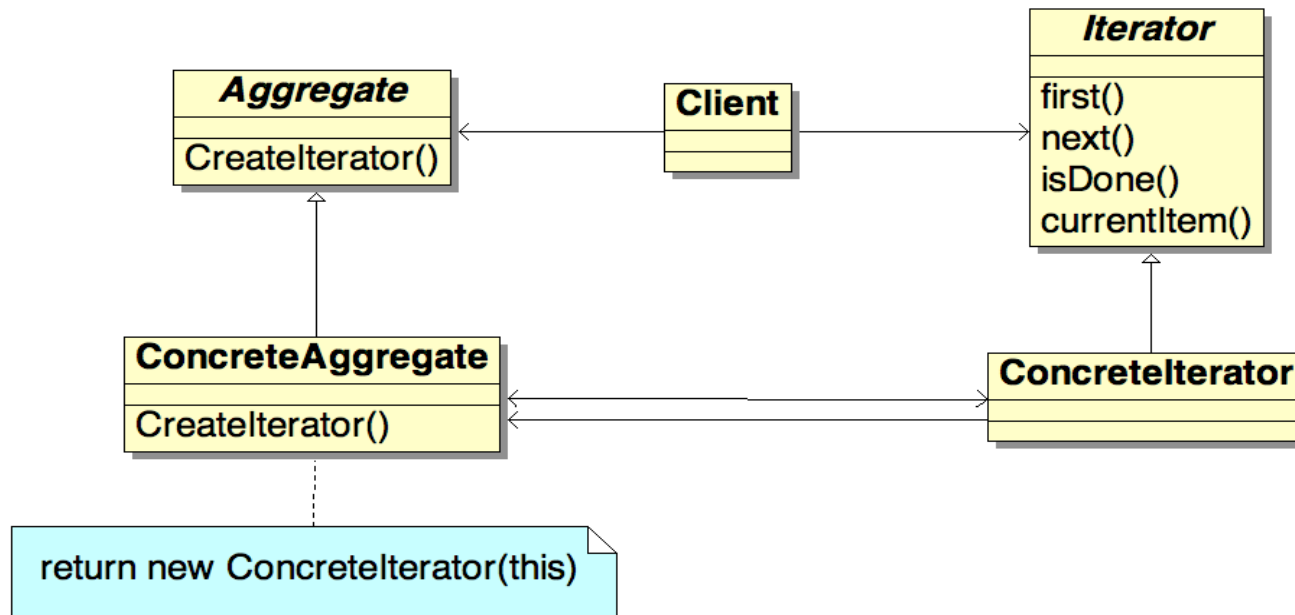 Iterator
Aggregate
Client
first()
next()
CreateIterator()
isDone()
currentItem()
ConcreteAggregate
ConcreteIterator
CreateIterator()
return new ConcreteIterator(this)